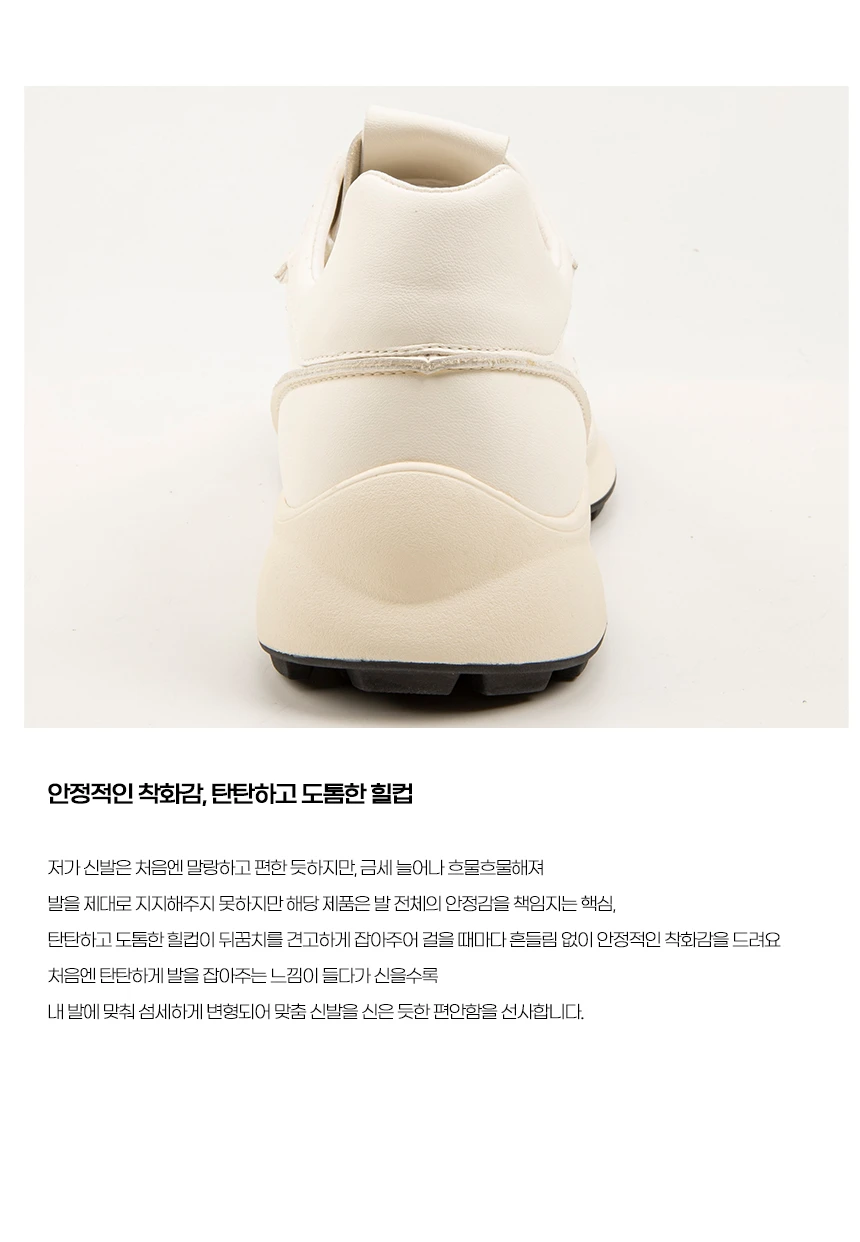 안정적인 착화감, 탄탄하고 도톰한 힐컵
저가 신발은 처음엔 말랑하고 편한 듯하지만, 금세 늘어나 흐물흐물해져
발을 제대로 지지해주지 못하지만 해당 제품은 발 전체의 안정감을 책임지는 핵심,
탄탄하고 도톰한 힐컵이 뒤꿈치를 견고하게 잡아주어 걸을 때마다 흔들림 없이 안정적인 착화감을 드려요
처음엔 탄탄하게 발을 잡아주는 느낌이 들다가 신을수록
내 발에 맞춰 섬세하게 변형되어 맞춤 신발을 신은 듯한 편안함을 선사합니다.